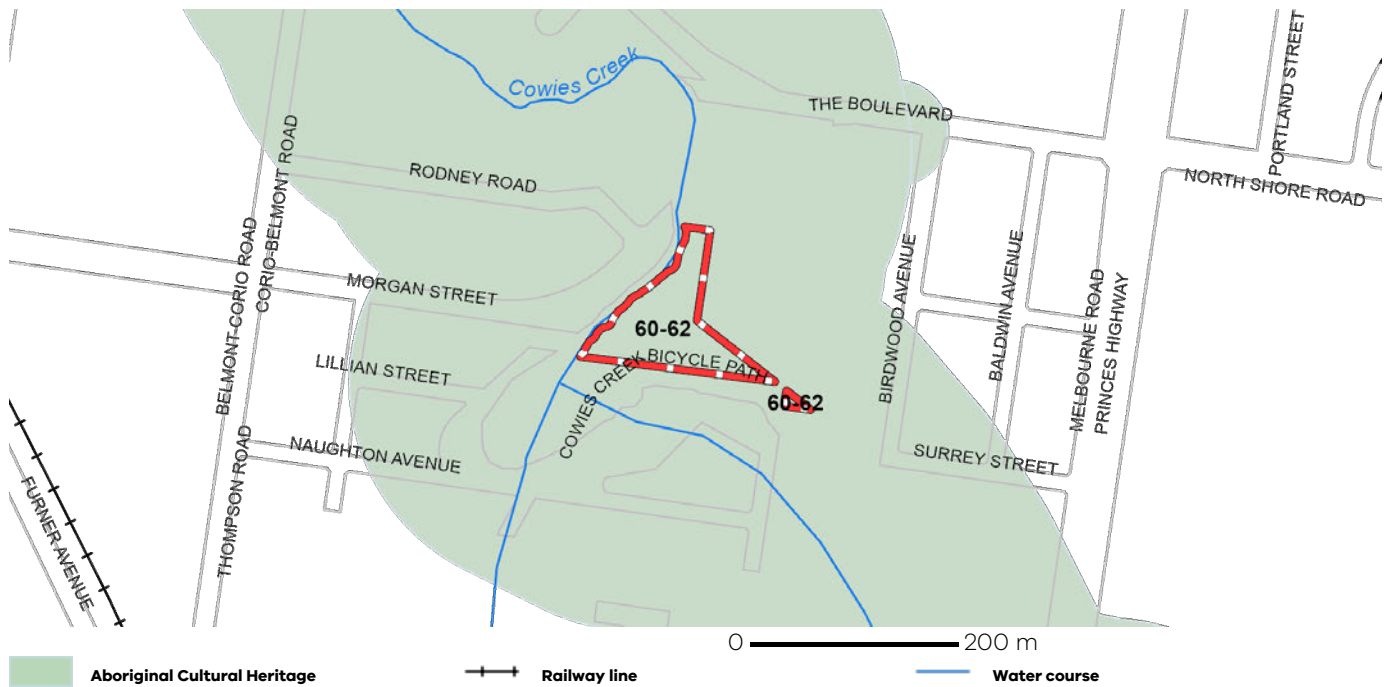 Cowies Creek
THE BOULEVARD
PORTLAND STREET
NORTH SHORE ROAD
RODNEY ROAD
BELMONT-CORIO ROAD
CORIO-BELMONT ROAD
MORGAN STREET
60-62
COWIES CREEK BICYCLE PATH
60-62
LILLIAN STREET
NAUGHTON AVENUE
THOMPSON ROAD
FURNER AVENUE
BIRDWOOD AVENUE
BALDWIN AVENUE
MELBOURNE ROAD
PRINCES HIGHWAY
SURREY STREET
0 200 m
Aboriginal Cultural Heritage
Railway line
Water course